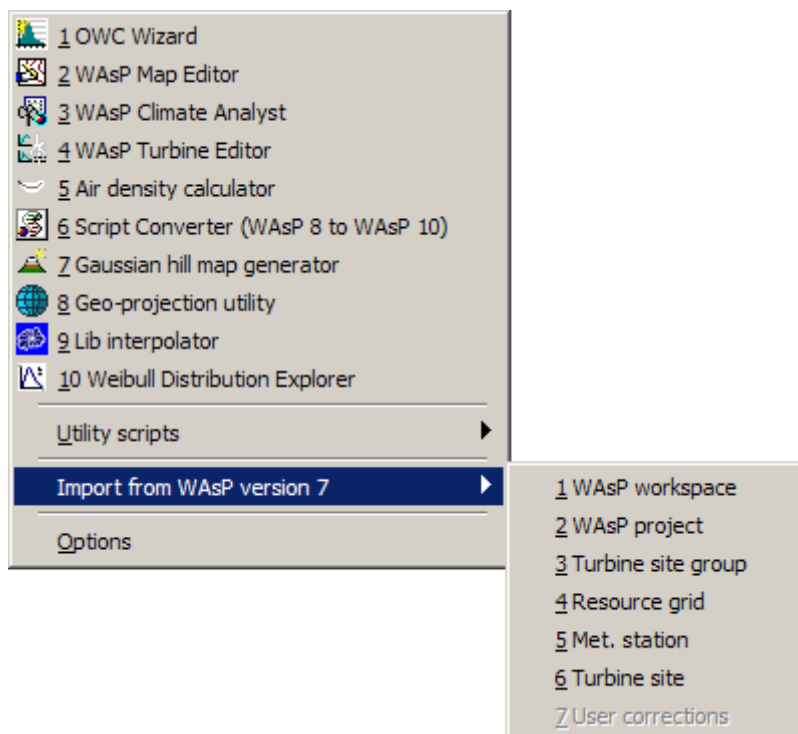 1 OWC Wizard
2 WAsP Map Editor
3 WAsP Climate Analyst
4 WAsP Turbine Editor
5 Air density calculator
6 Script Converter (WAsP 8 to WAsP 10)
7 Gaussian hill map generator
8 Geo-projection utility
9 Lib interpolator
10 Weibull Distribution Explorer
Utility scripts
Import from WAsP version 7
Options
1 WAsP workspace
2 WAsP project
3 Turbine site group
4 Resource grid
5 Met. station
6 Turbine site
7 User corrections